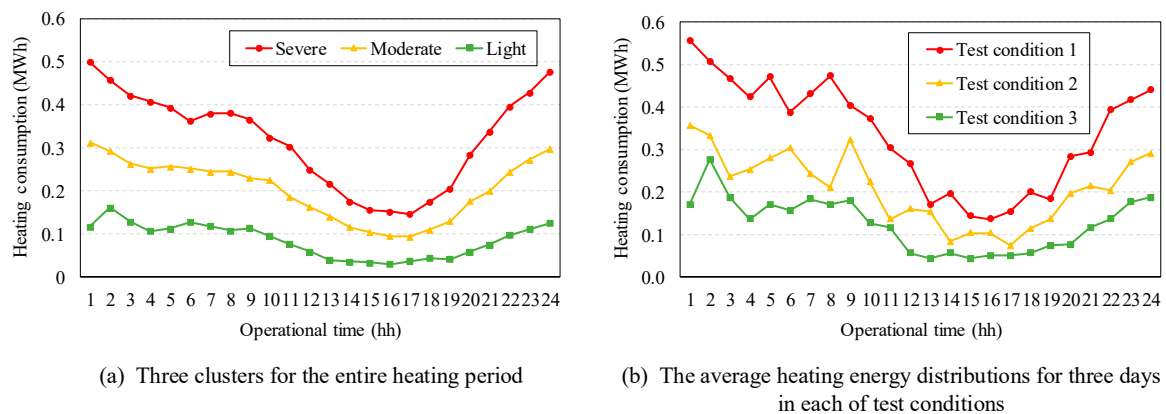 0.6
0.5
0.4
0.3
0.2
0.1
0
Heating consumption (MWh)
Severe Moderate Light
1 2 3 4 5 6 7 8 9 10 11 12 13 14 15 16 17 18 19 20 21 22 23 24
Operational time (hh)
(a) Three clusters for the entire heating period
0.6
0.5
0.4
0.3
0.2
0.1
0.0
Heating consumption (MWh)
Test condition 1
Test condition 2
Test condition 3
1 2 3 4 5 6 7 8 9 10 11 12 13 14 15 16 17 18 19 20 21 22 23 24
Operational time (hh)
(b) The average heating energy distributions for three days
in each of test conditions